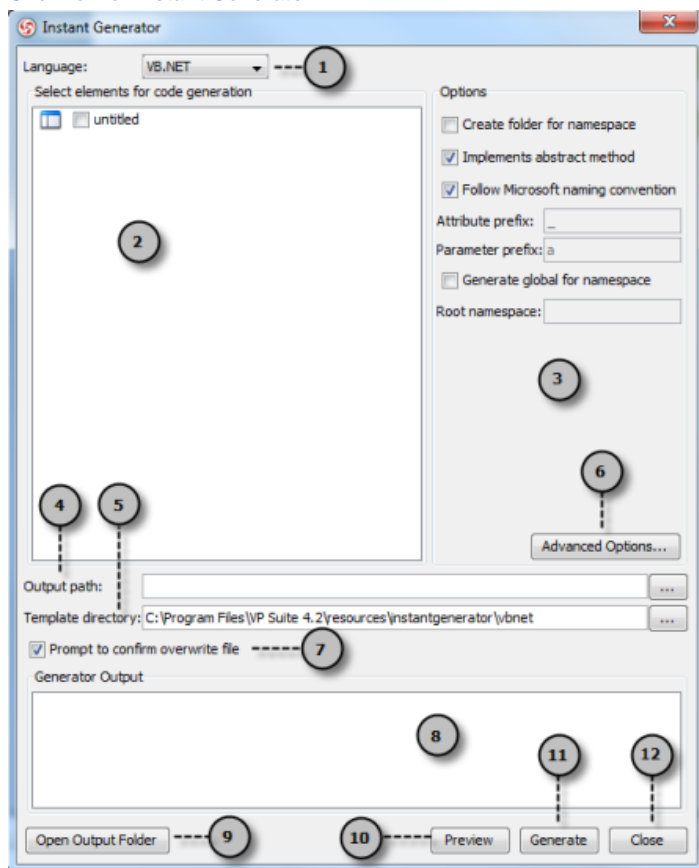 Instant Generator
Language: VB.NET 1
Select elements for code generation
Options
untitled
Create folder for namespace
Implements abstract method
Follow Microsoft naming convention
Attribute prefix: _
Parameter prefix: a
Generate global for namespace
Root namespace:
2
3
4
5
6
Advanced Options...
Output path: ...
Template directory: C:\Program Files\VP Suite 4.2\resources\instantgenerator\vbnet ...
Prompt to confirm overwrite file 7
Generator Output
8
11
12
Open Output Folder 9 10 Preview Generate Close